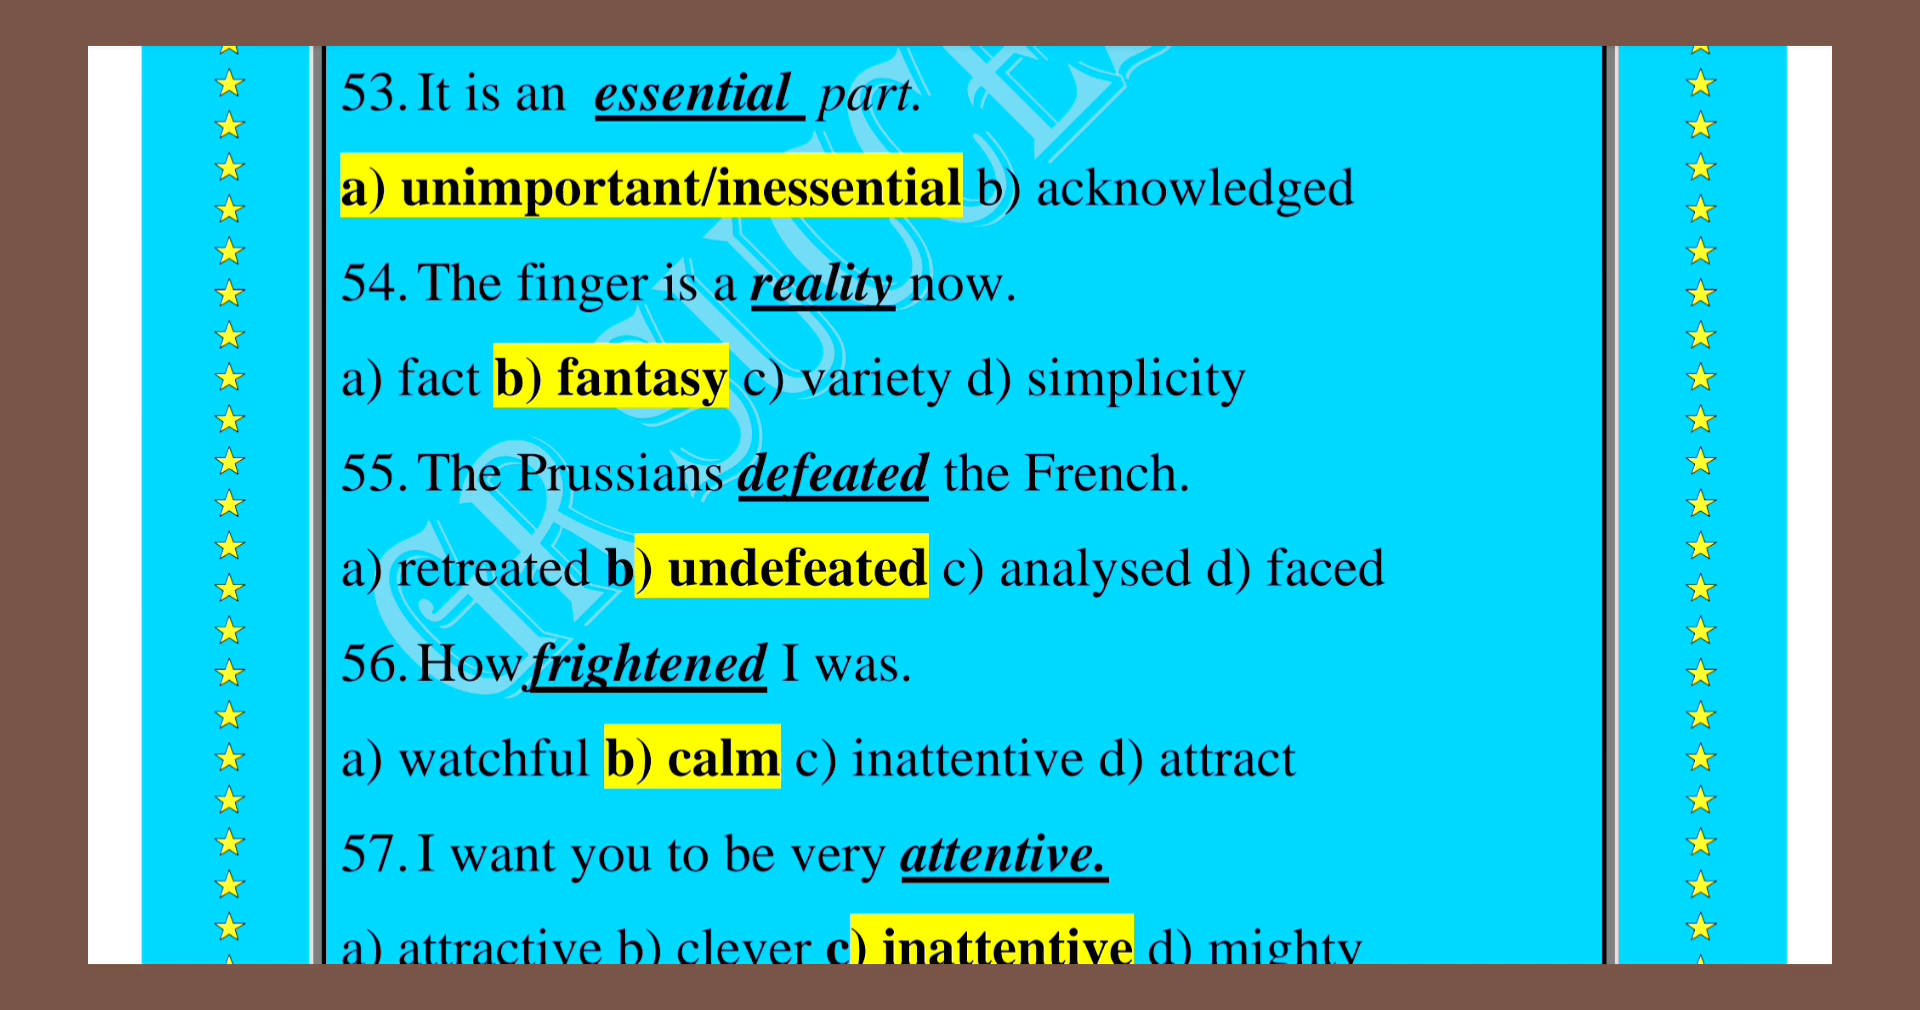 53. It is an essential part.
a) unimportant/inessential b) acknowledged
54. The finger is a reality now.
a) fact b) fantasy c) variety d) simplicity
55. The Prussians defeated the French.
a) retreated b) undefeated c) analysed d) faced
56. How frightened I was.
a) watchful b) calm c) inattentive d) attract
57. I want you to be very attentive.
a) attractive b) clever c) inattentive d) mighty
GR